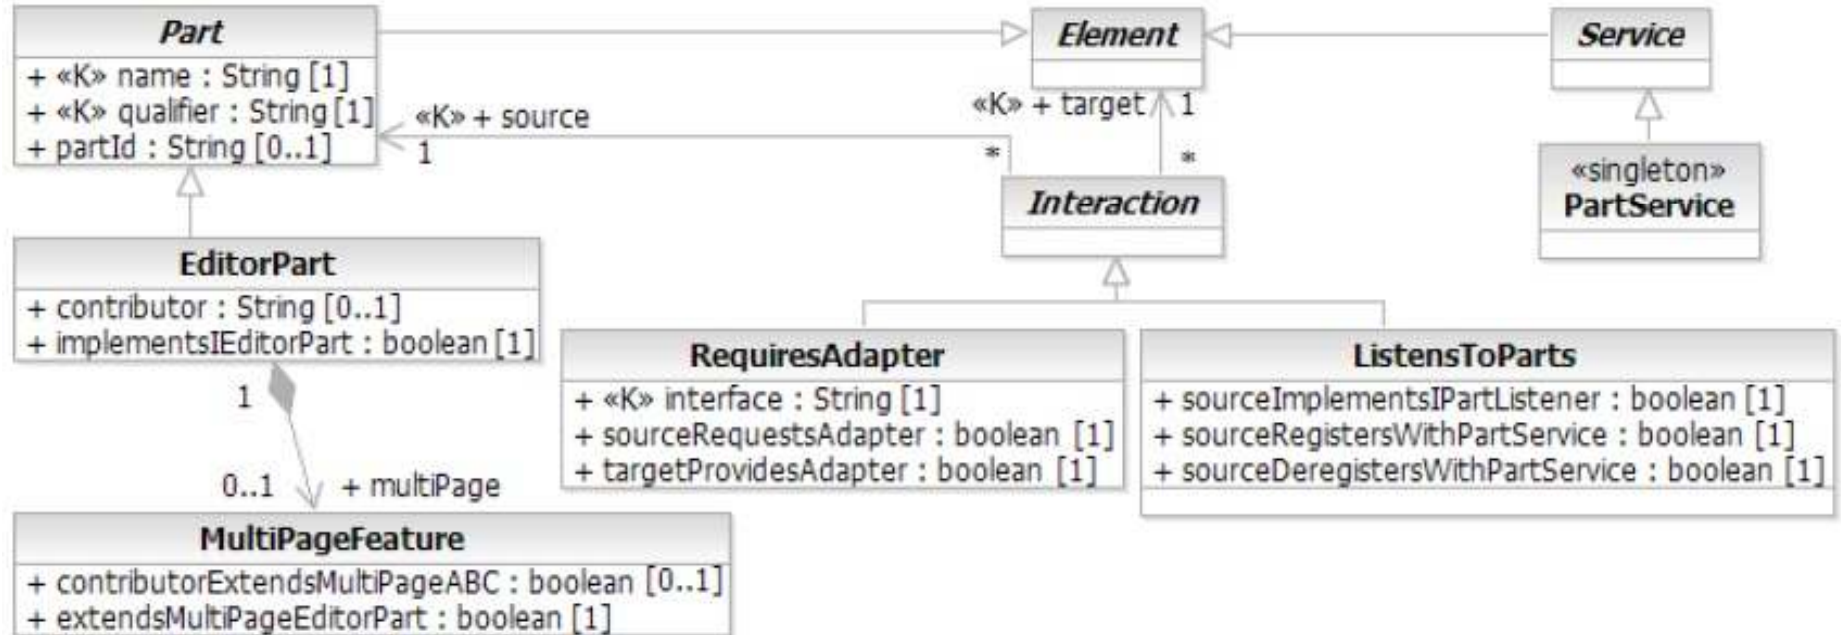 Part
+ «K» name : String [1]
+ «K» qualifier : String [1]
+ partId : String [0..1]
Element
Service
«K» + target
1
*
«K» + source
1
*
«singleton»
PartService
Interaction
EditorPart
+ contributor : String [0..1]
+ implementsIEditorPart : boolean [1]
RequiresAdapter
+ «K» interface : String [1]
+ sourceRequestsAdapter : boolean [1]
+ targetProvidesAdapter : boolean [1]
ListensToParts
+ sourceImplementsIPartListener : boolean [1]
+ sourceRegistersWithPartService : boolean [1]
+ sourceDeregistersWithPartService : boolean [1]
1
0..1
+ multiPage
MultiPageFeature
+ contributorExtendsMultiPageABC : boolean [0..1]
+ extendsMultiPageEditorPart : boolean [1]